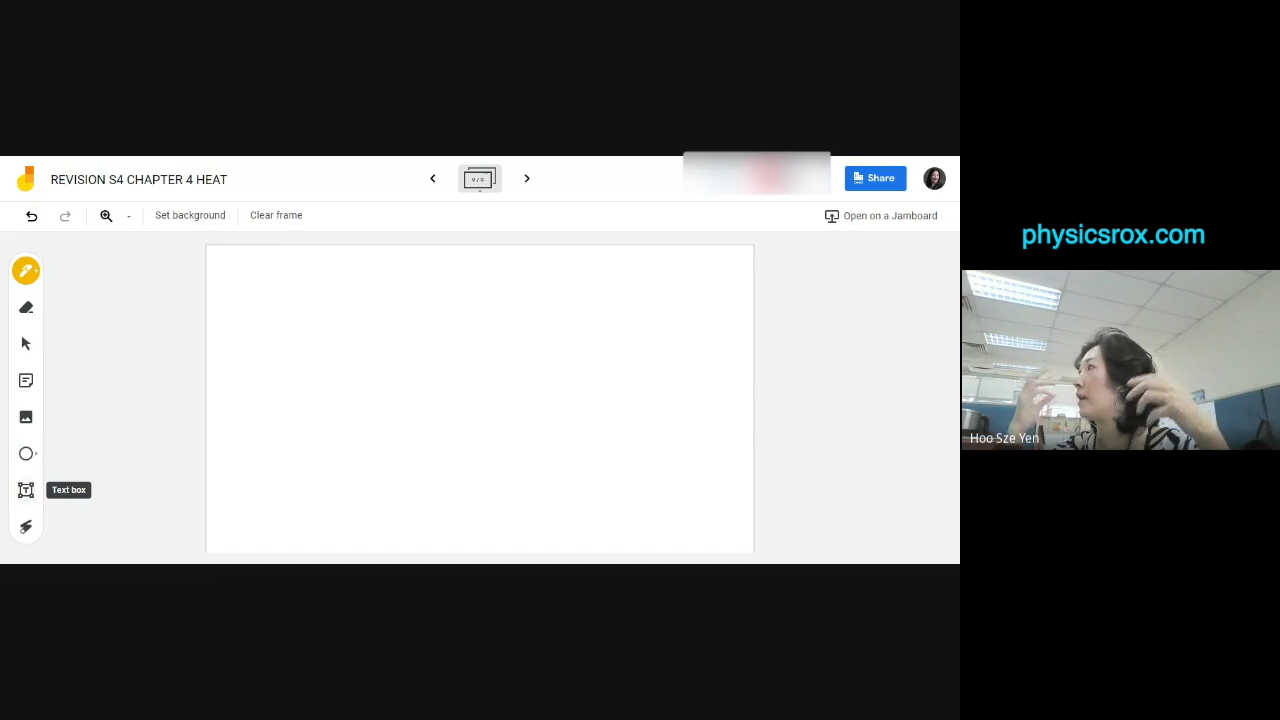 REVISION S4 CHAPTER 4 HEAT
Share
Set background
Clear frame
Open on a Jamboard
physicsrox.com
Hoo Sze Yen
Text box